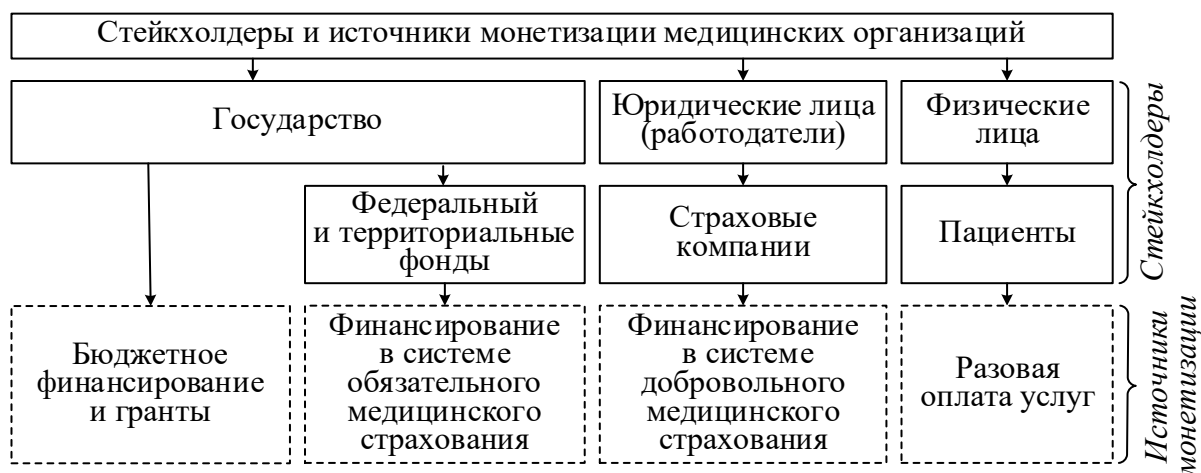 Стейкхолдеры и источники монетизации медицинских организаций
Государство
Юридические лица
(работодатели)
Физические
лица
Федеральный
и территориальные
фонды
Страховые
компании
Пациенты
Стейкхолдеры
Бюджетное
финансирование
и гранты
Финансирование
в системе
обязательного
медицинского
страхования
Финансирование
в системе
добровольного
медицинского
страхования
Разовая
оплата услуг
Источники
монетизации